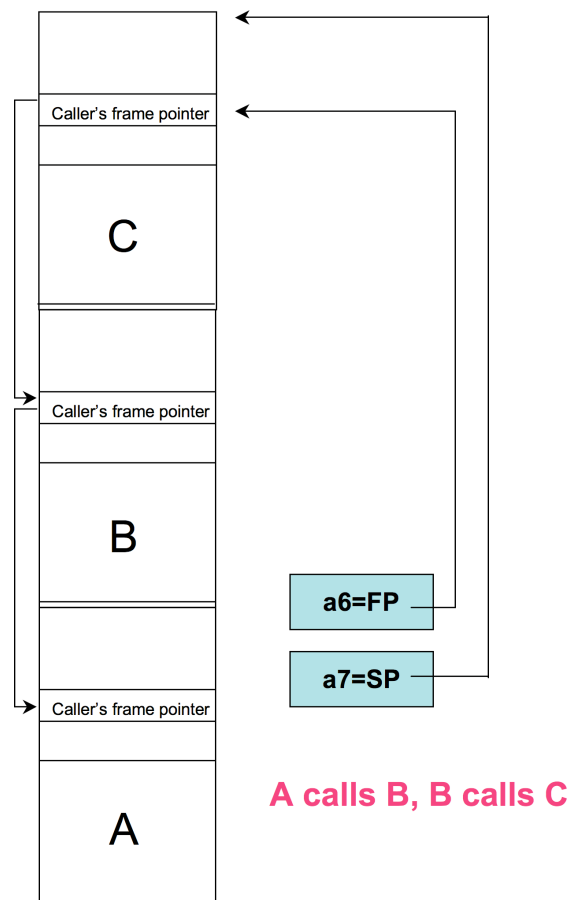 Caller's frame pointer
C
Caller's frame pointer
B
a6=FP
a7=SP
Caller's frame pointer
A calls B, B calls C
A